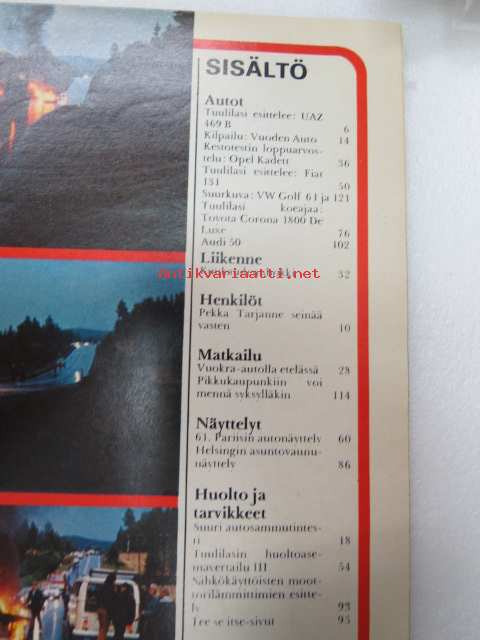 SISÄLTÖ
Autot
Tuulilasi esittelee: UAZ
469 B 6
Kilpailu: Vuoden Auto 14
Kestotestin loppuarvos-
telu: Opel Kadett 36
Tuulilasi esittelee: Fiat
131 50
Suurkuva: VW Golf 61 ja 121
Tuulilasi koeajaa:
Toyota Corona 1800 De
Luxe 76
Audi 50 102
Liikenne
antikvariaatti.net
32
Henkilöt
Pekka Tarjanne seinää
vasten 10
Matkailu
Vuokra-autolla etelässä 28
Pikkukaupunkiin voi
mennä syksylläkin 114
Näyttelyt
61. Pariisin autonäyttely 60
Helsingin asuntovaunu-
näyttely 86
Huolto ja
tarvikkeet
Suuri autosammutintes-
ti 18
Tuulilasin huoltoase-
mavertailu III 54
Sähkökäyttöisten moot-
torilämmittimien esitte-
ly 93
Tee se itse-sivut 95